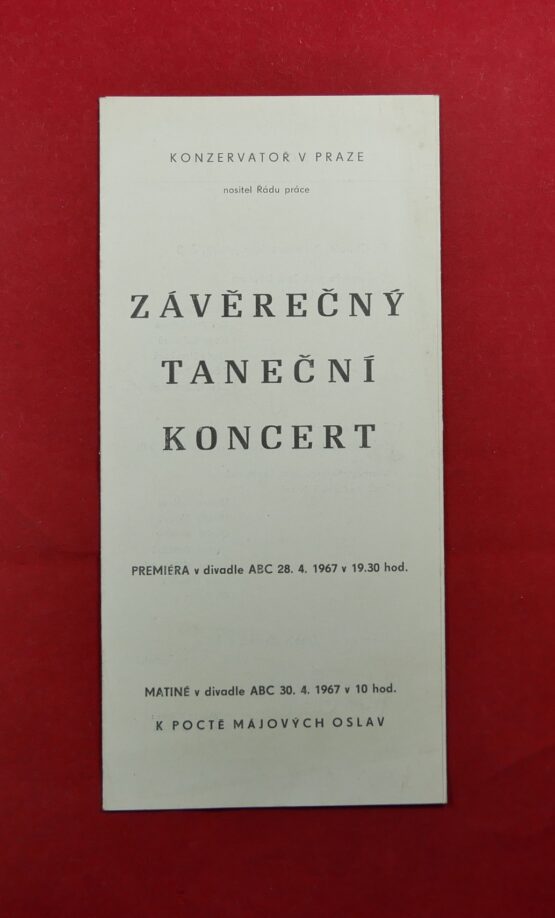 KONZERVATOŘ V PRAZE
nositel Řádu práce
ZÁVĚREČNÝ
TANEČNÍ
KONCERT
PREMIÉRA v divadle ABC 28. 4. 1967 v 19.30 hod.
MATINÉ v divadle ABC 30. 4. 1967 v 10 hod.
K POCTĚ MÁJOVÝCH OSLAV